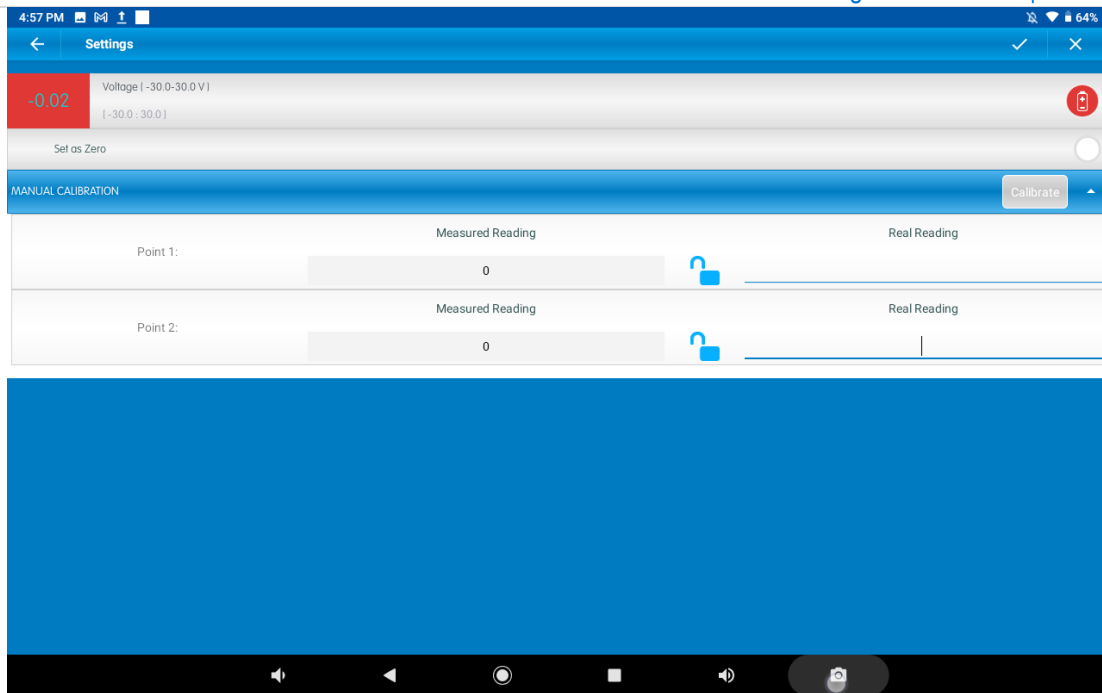 4:57 PM 64%
Settings
-0.02
Voltage ( -30.0-30.0 V )
( -30.0 : 30.0 )
Set as Zero
MANUAL CALIBRATION Calibrate
Measured Reading Real Reading
Point 1:
0
Measured Reading Real Reading
Point 2:
0